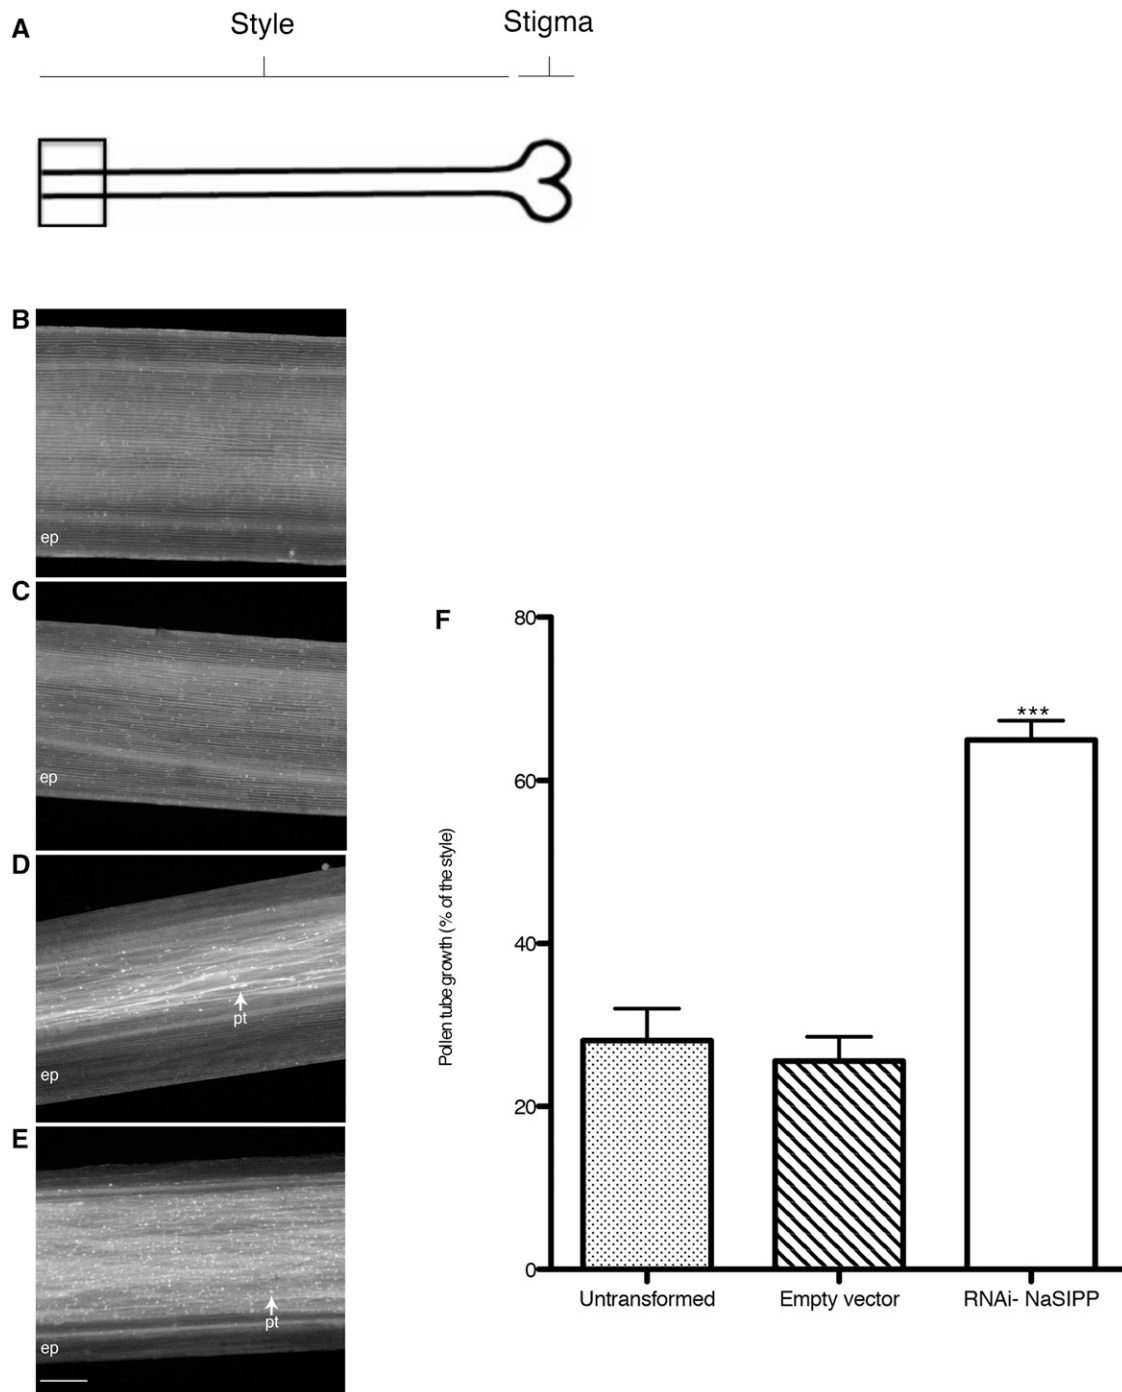 A
Style
Stigma
B
ep
C
ep
D
pt
ep
E
pt
ep
F
80
60
40
20
0
Pollen tube growth (% of the style)
***
Untransformed
Empty vector
RNAi- NaSIPP